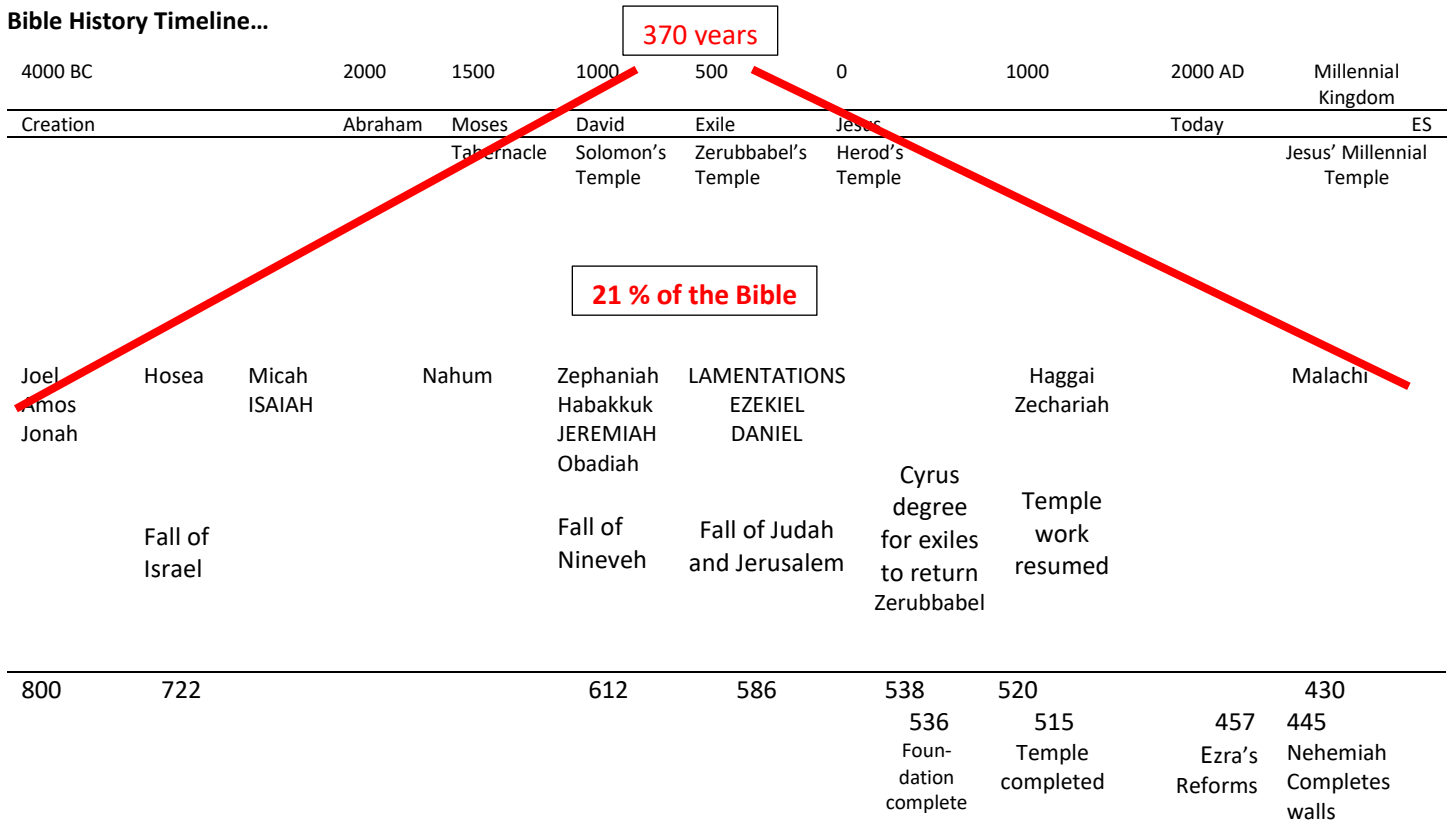 Bible History Timeline…
370 years
4000 BC 2000 1500 1000 500 0 1000 2000 AD Millennial
Kingdom
Creation Abraham Moses David Exile Jesus Today ES
Tabernacle Solomon's Zerubbabel's Herod's Jesus' Millennial
Temple Temple Temple Temple
21 % of the Bible
Joel Hosea Micah Nahum Zephaniah LAMENTATIONS Haggai Malachi
Amos ISAIAH Habakkuk EZEKIEL Zechariah
Jonah JEREMIAH DANIEL
Obadiah
Fall of
Israel
Fall of
Nineveh
Fall of Judah
and Jerusalem
Cyrus
degree
for exiles
to return
Zerubbabel
Temple
work
resumed
800 722 612 586 538 520 430
536 515 457 445
Foun-
dation
complete
Temple
completed
Ezra's
Reforms
Nehemiah
Completes
walls